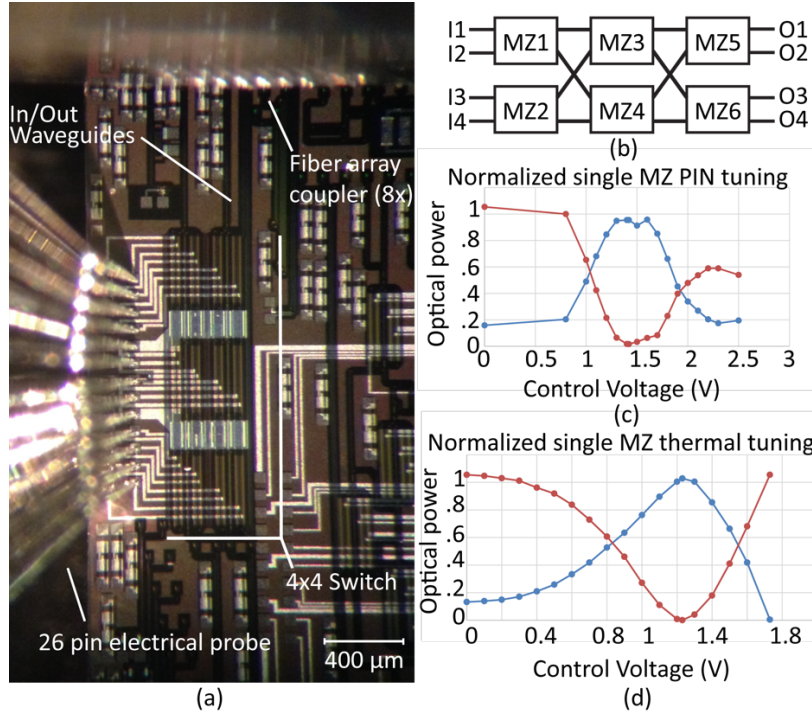 In/Out
Waveguides
Fiber array
coupler (8x)
4x4 Switch
26 pin electrical probe
400 μm
(a)
I1 MZ1 MZ3 MZ5 O1
I2 O2
I3 MZ2 MZ4 MZ6 O3
I4 O4
(b)
Normalized single MZ PIN tuning
Optical power
1
.8
.6
.4
.2
0
0 0.5 1.0 1.5 2 2.5 3
Control Voltage (V)
(c)
Normalized single MZ thermal tuning
Optical power
1
.8
.6
.4
.2
0
0 0.4 1 1.4 1.8
Control Voltage (V)
(d)